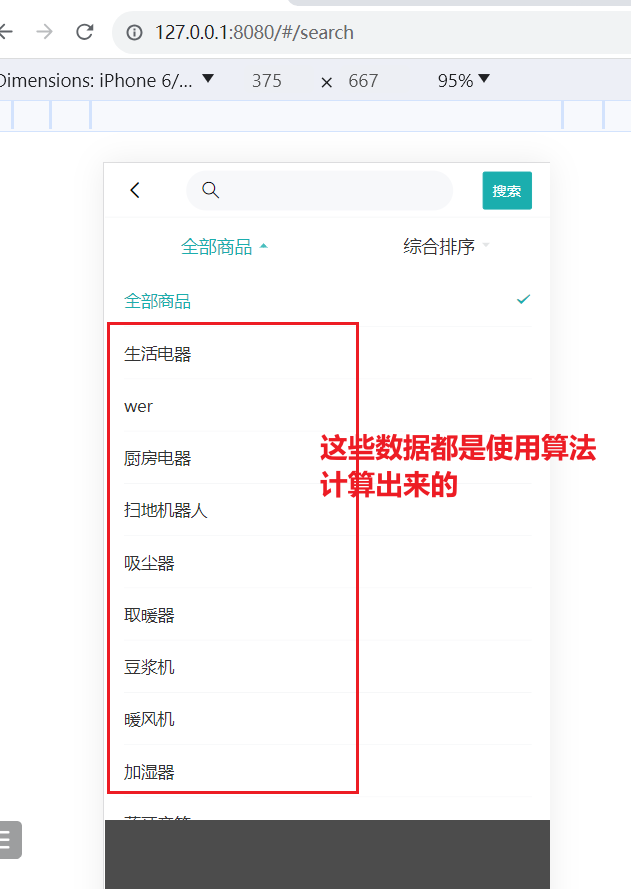 127.0.0.1:8080/#/search
Dimensions: iPhone 6/... 375 × 667 95%
搜索
全部商品 综合排序
全部商品
生活电器
wer
厨房电器
扫地机器人
吸尘器
取暖器
豆浆机
暖风机
加湿器
这些数据都是使用算法
计算出来的